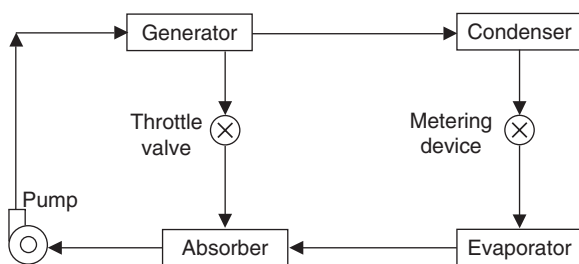 Generator
Condenser
Throttle
valve
Metering
device
Pump
Absorber
Evaporator